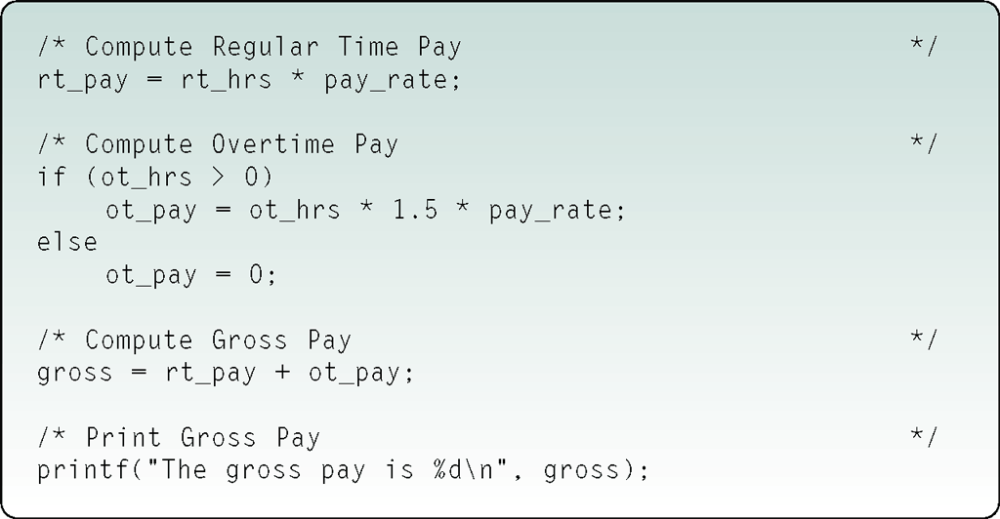 /* Compute Regular Time Pay */
rt_pay = rt_hrs * pay_rate;
/* Compute Overtime Pay */
if (ot_hrs > 0)
ot_pay = ot_hrs * 1.5 * pay_rate;
else
ot_pay = 0;
/* Compute Gross Pay */
gross = rt_pay + ot_pay;
/* Print Gross Pay */
printf("The gross pay is %d\n", gross);